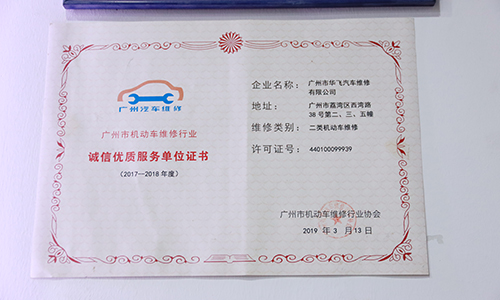 广州汽车维修
广州市机动车维修行业
诚信优质服务单位证书
(2017—2018年度)
企业名称: 广州市华飞汽车维修
有限公司
地址: 广州市荔湾区西湾路
38号第二、三、五幢
维修类别: 二类机动车维修
许可证号: 440100099939
广州市机动车维修行业协会
2019 年 3 月 13 日